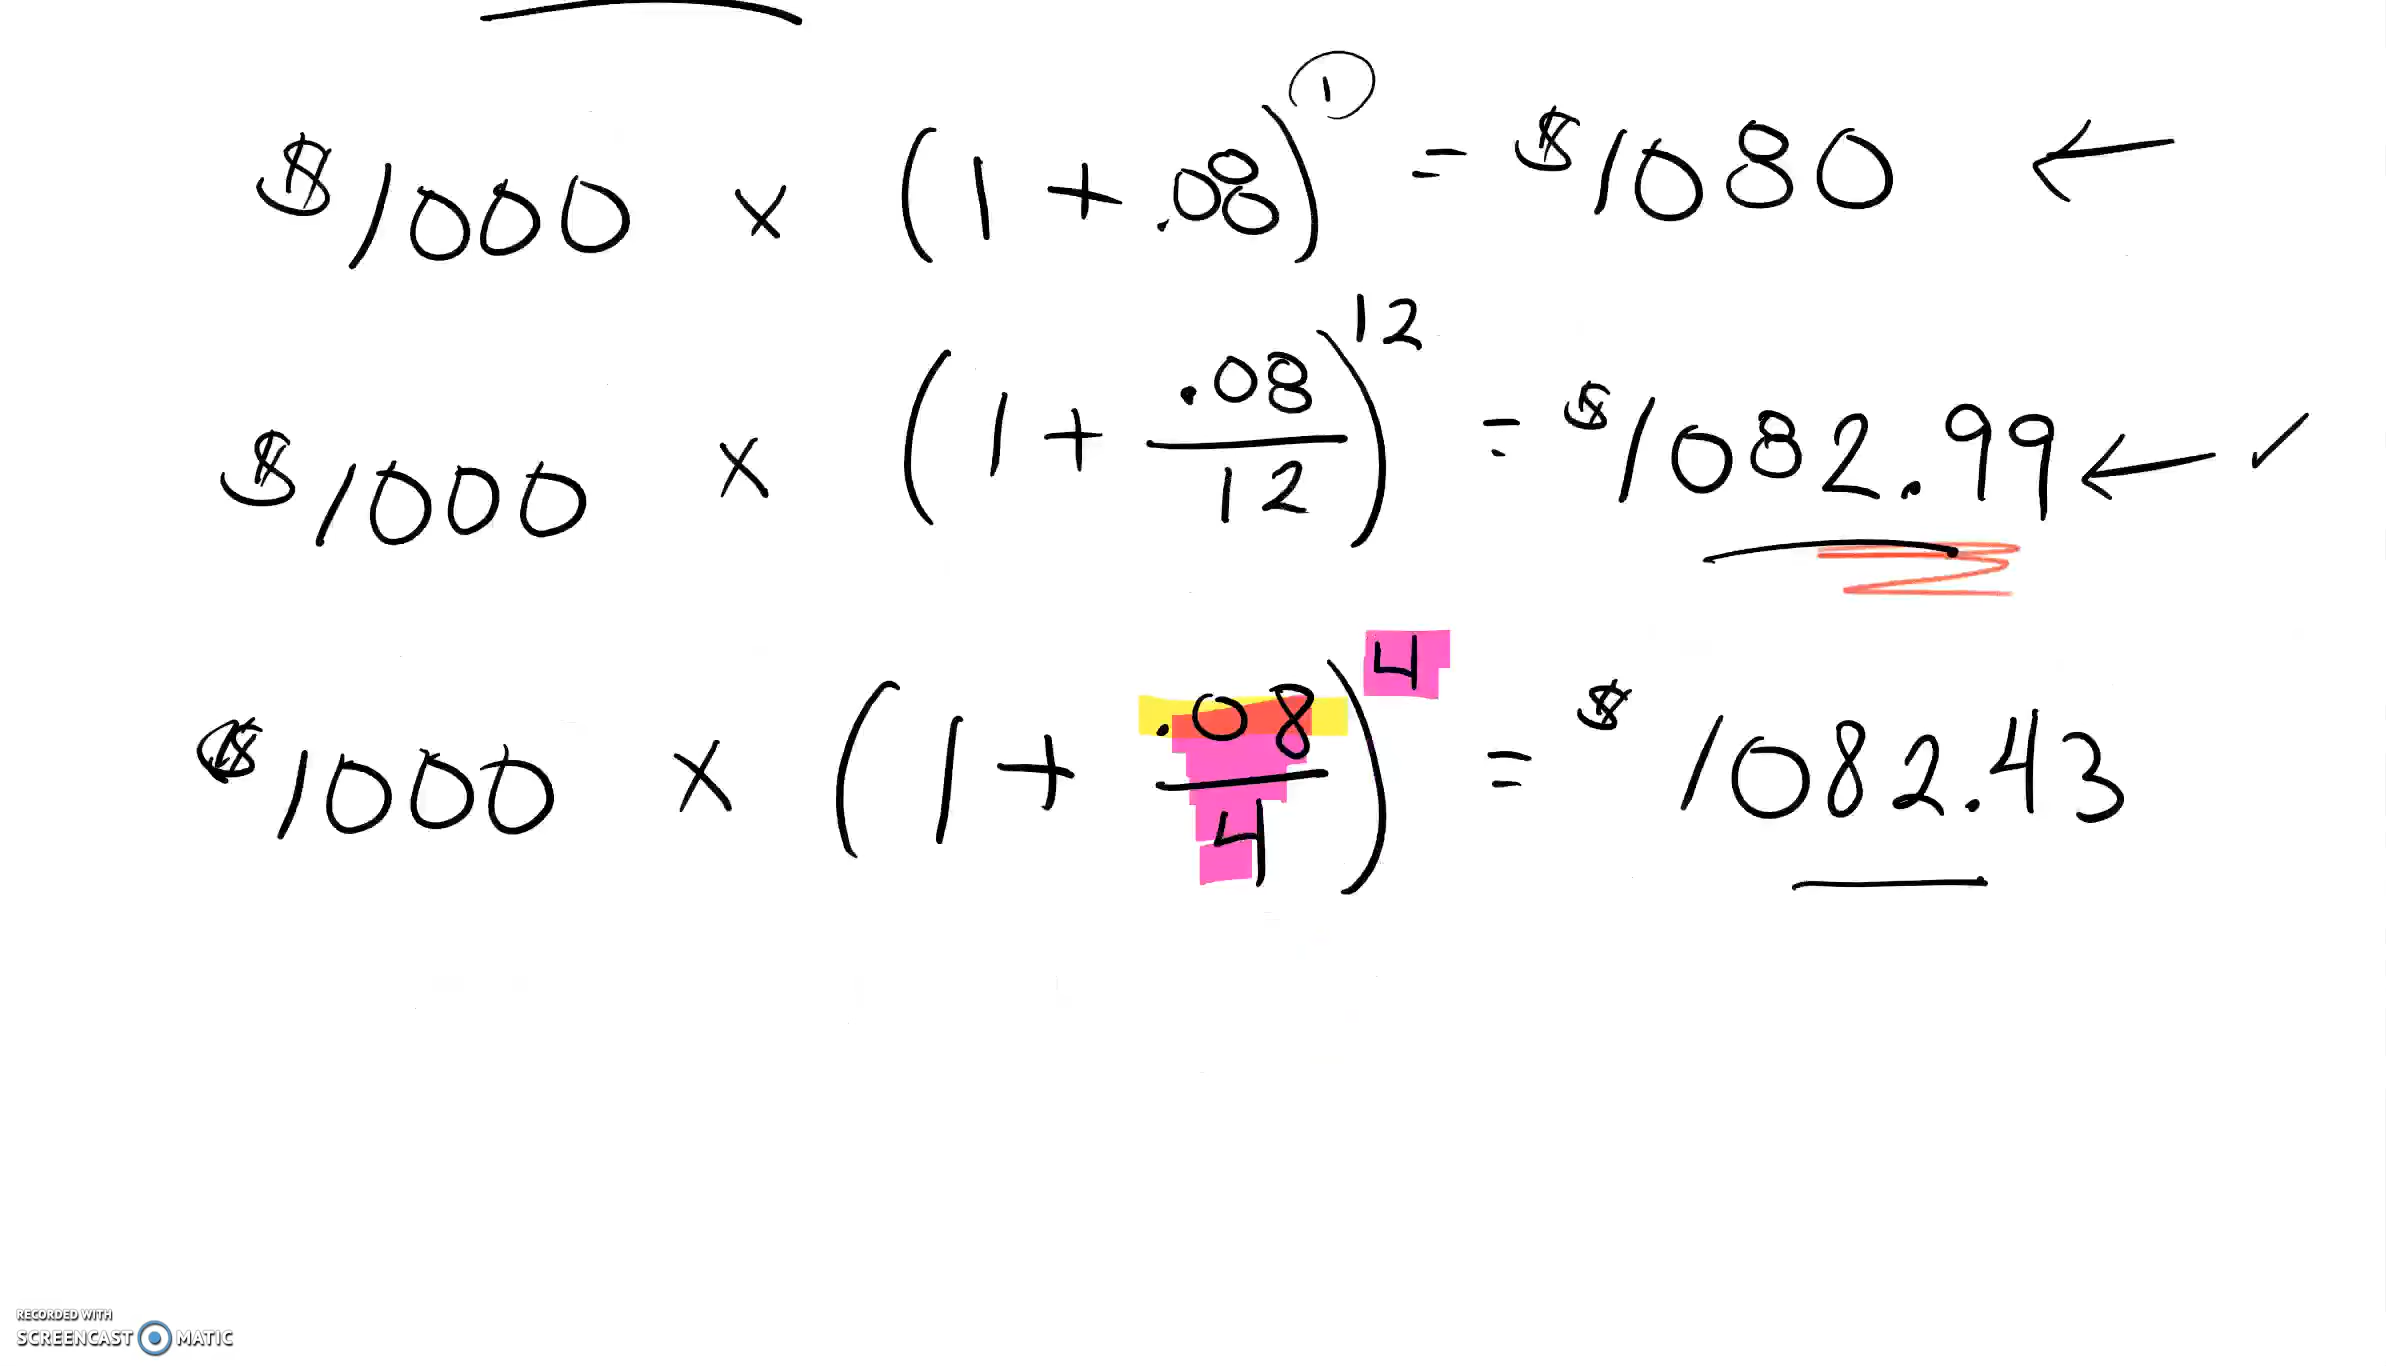 $1000 x (1 + .08)^1 = $1080 ←
$1000 x (1 + .08/12)^12 = $1082.99 ← ✓
$1000 x (1 + .08/4)^4 = $1082.43
RECORDED WITH
SCREENCAST MATIC